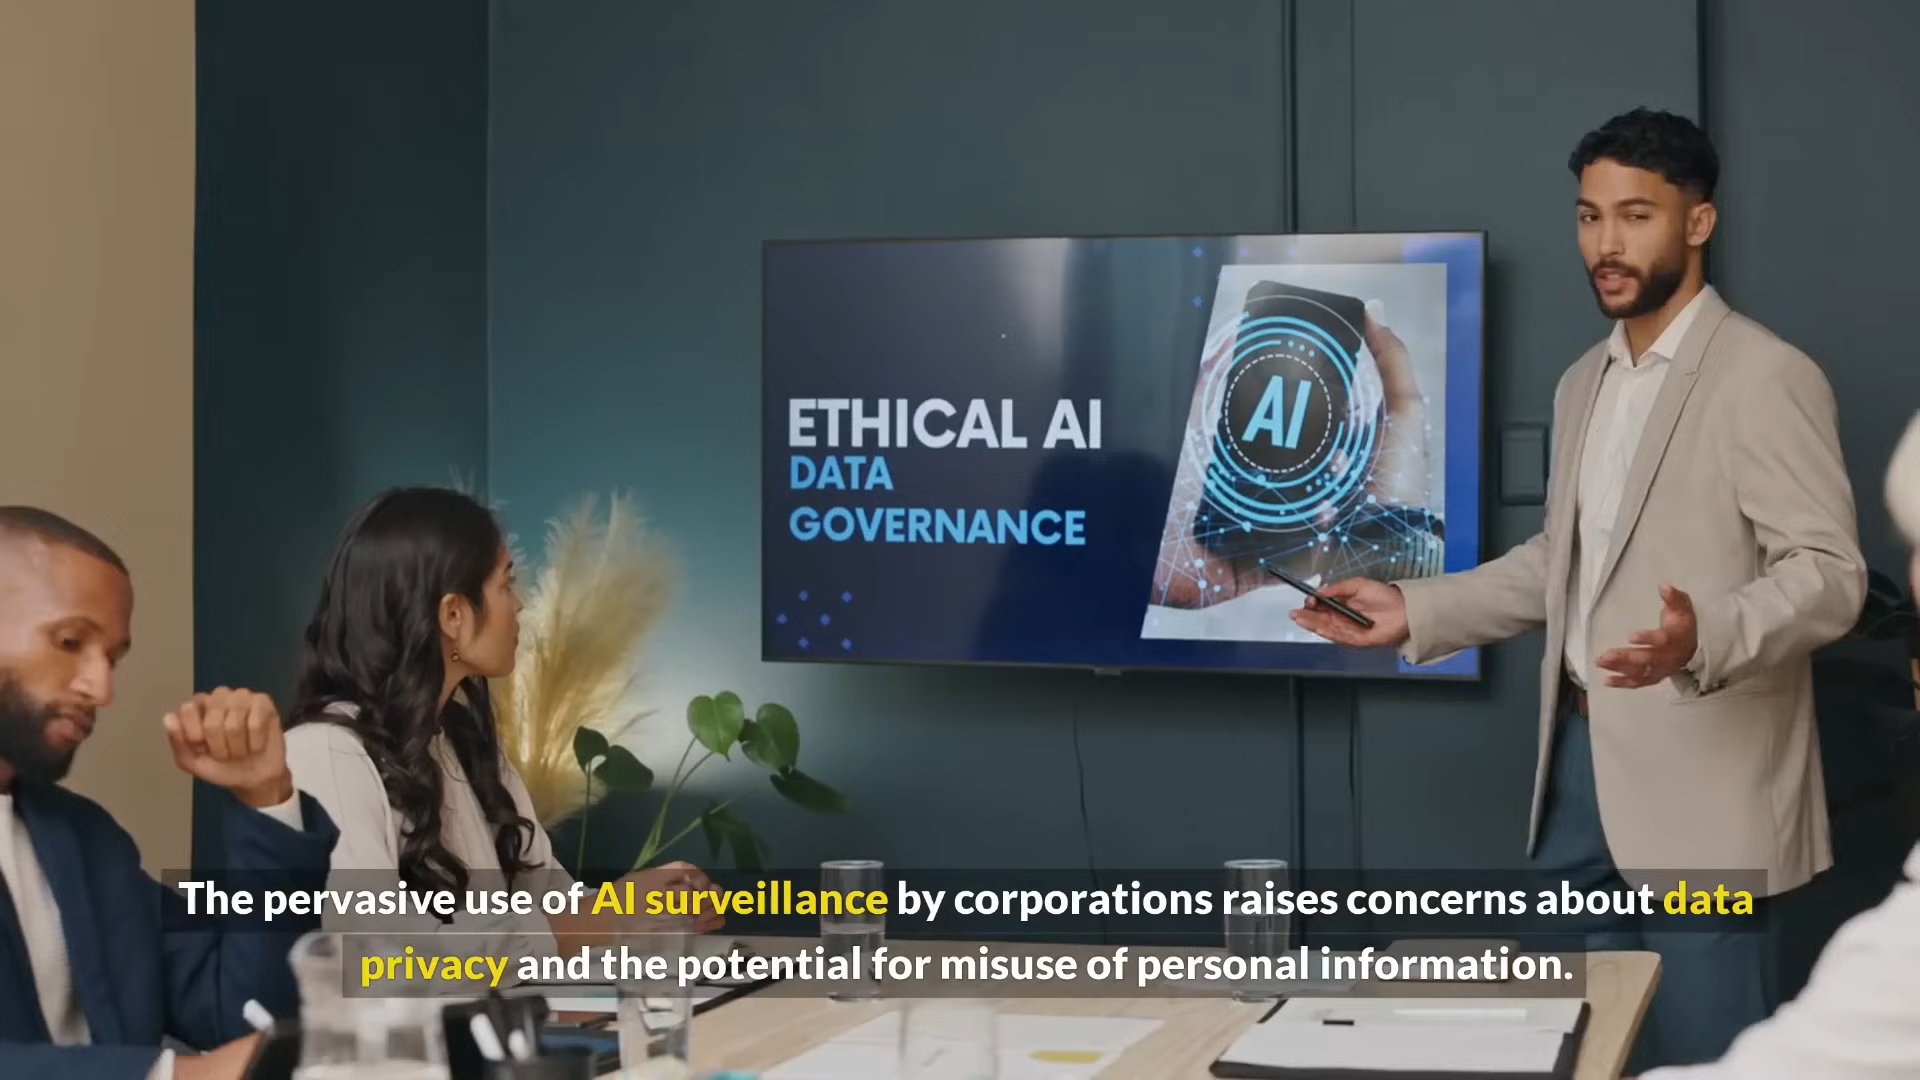 ETHICAL AI
DATA
GOVERNANCE
AI
The pervasive use of AI surveillance by corporations raises concerns about data
privacy and the potential for misuse of personal information.